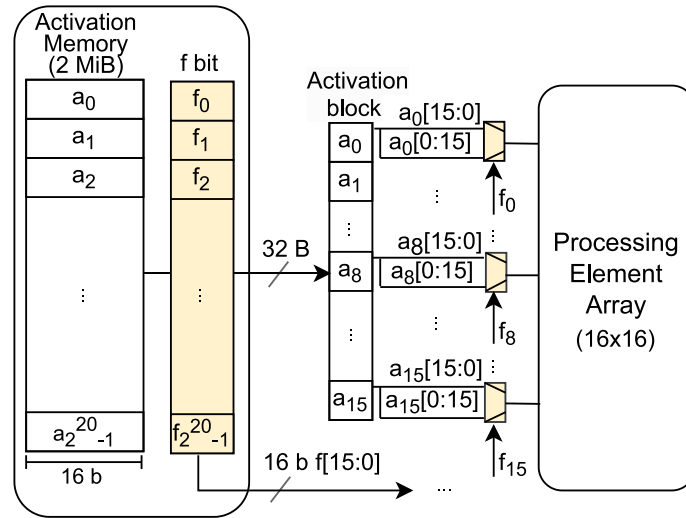 Activation
Memory
(2 MiB)
f bit
a0
a1
a2
⋮
a2^20-1
16 b
f0
f1
f2
⋮
f2^20-1
32 B
16 b f[15:0]
...
Activation
block
a0
a1
⋮
a8
⋮
a15
a0[15:0]
a0[0:15]
f0
⋮
⋮
a8[15:0]
a8[0:15]
f8
⋮
⋮
a15[15:0]
a15[0:15]
f15
Processing
Element
Array
(16x16)